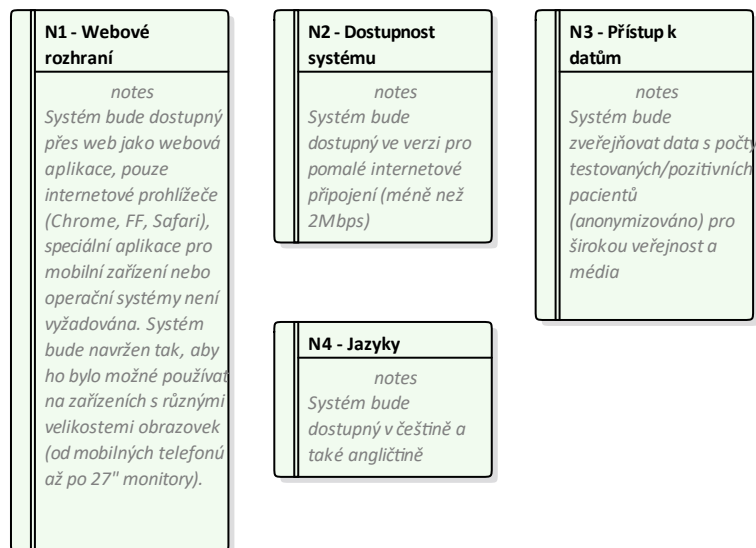 N1 - Webové
rozhraní
notes
Systém bude dostupný
přes web jako webová
aplikace, pouze
internetové prohlížeče
(Chrome, FF, Safari),
speciální aplikace pro
mobilní zařízení nebo
operační systémy není
vyžadována. Systém
bude navržen tak, aby
ho bylo možné používat
na zařízeních s různými
velikostemi obrazovek
(od mobilných telefonú
až po 27" monitory).
N2 - Dostupnost
systému
notes
Systém bude
dostupný ve verzi pro
pomalé internetové
připojení (méně než
2Mbps)
N3 - Přístup k
datům
notes
Systém bude
zveřejňovat data s počty
testovaných/pozitivních
pacientů
(anonymizováno) pro
širokou veřejnost a
média
N4 - Jazyky
notes
Systém bude
dostupný v češtině a
také angličtině